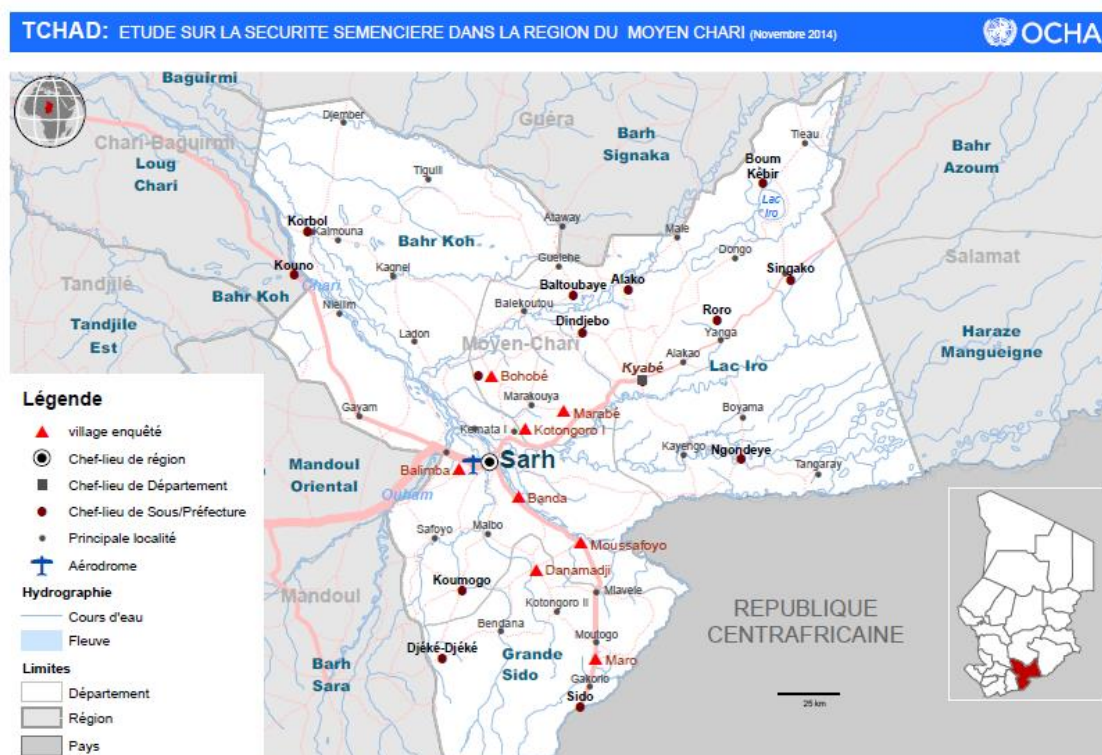 TCHAD: ETUDE SUR LA SECURITE SEMENCIERE DANS LA REGION DU MOYEN CHARI (Novembre 2014)
OCHA
Baguirmi
Djember
Guéra
Tieau
Chari-Baguirmi
Barh
Signaka
Bahr
Azoum
Loug
Chari
Boum
Kébir
Tiguili
Lac
Iro
Korbol
Kalmouna
Ataway
Male
Bahr Koh
Dongo
Salamat
Kouno
Kagnel
Guelehe
Singako
Tandjilé
Chari
Baltoubaye
Alako
Bahr Koh
Niellim
Balekoutou
Roro
Tandjile
Est
Ladon
Dindjebo
Yanga
Haraze
Mangueigne
Moyen-Chari
Alakao
Kyabé
Lac Iro
Bohobé
Légende
Marakouya
Gayam
Marabé
Boyama
village enquêté
Kemata I
Kotongoro I
Chef-lieu de région
Kayengo
Ngondeye
Sarh
Mandoul
Oriental
Balimba
Tangaray
Chef-lieu de Département
Ouham
Banda
Chef-lieu de Sous/Préfecture
Safoyo
Maïbo
Principale localité
Moussafoyo
Aérodrome
Danamadji
Hydrographie
Mandoul
Koumogo
Mlavele
REPUBLIQUE
CENTRAFRICAINE
Cours d'eau
Kotongoro II
Fleuve
Bendana
Moutogo
Djéké-Djéké
Grande
Sido
Maro
Limites
Barh
Sara
Gakorio
Département
Sido
25 km
Région
Pays